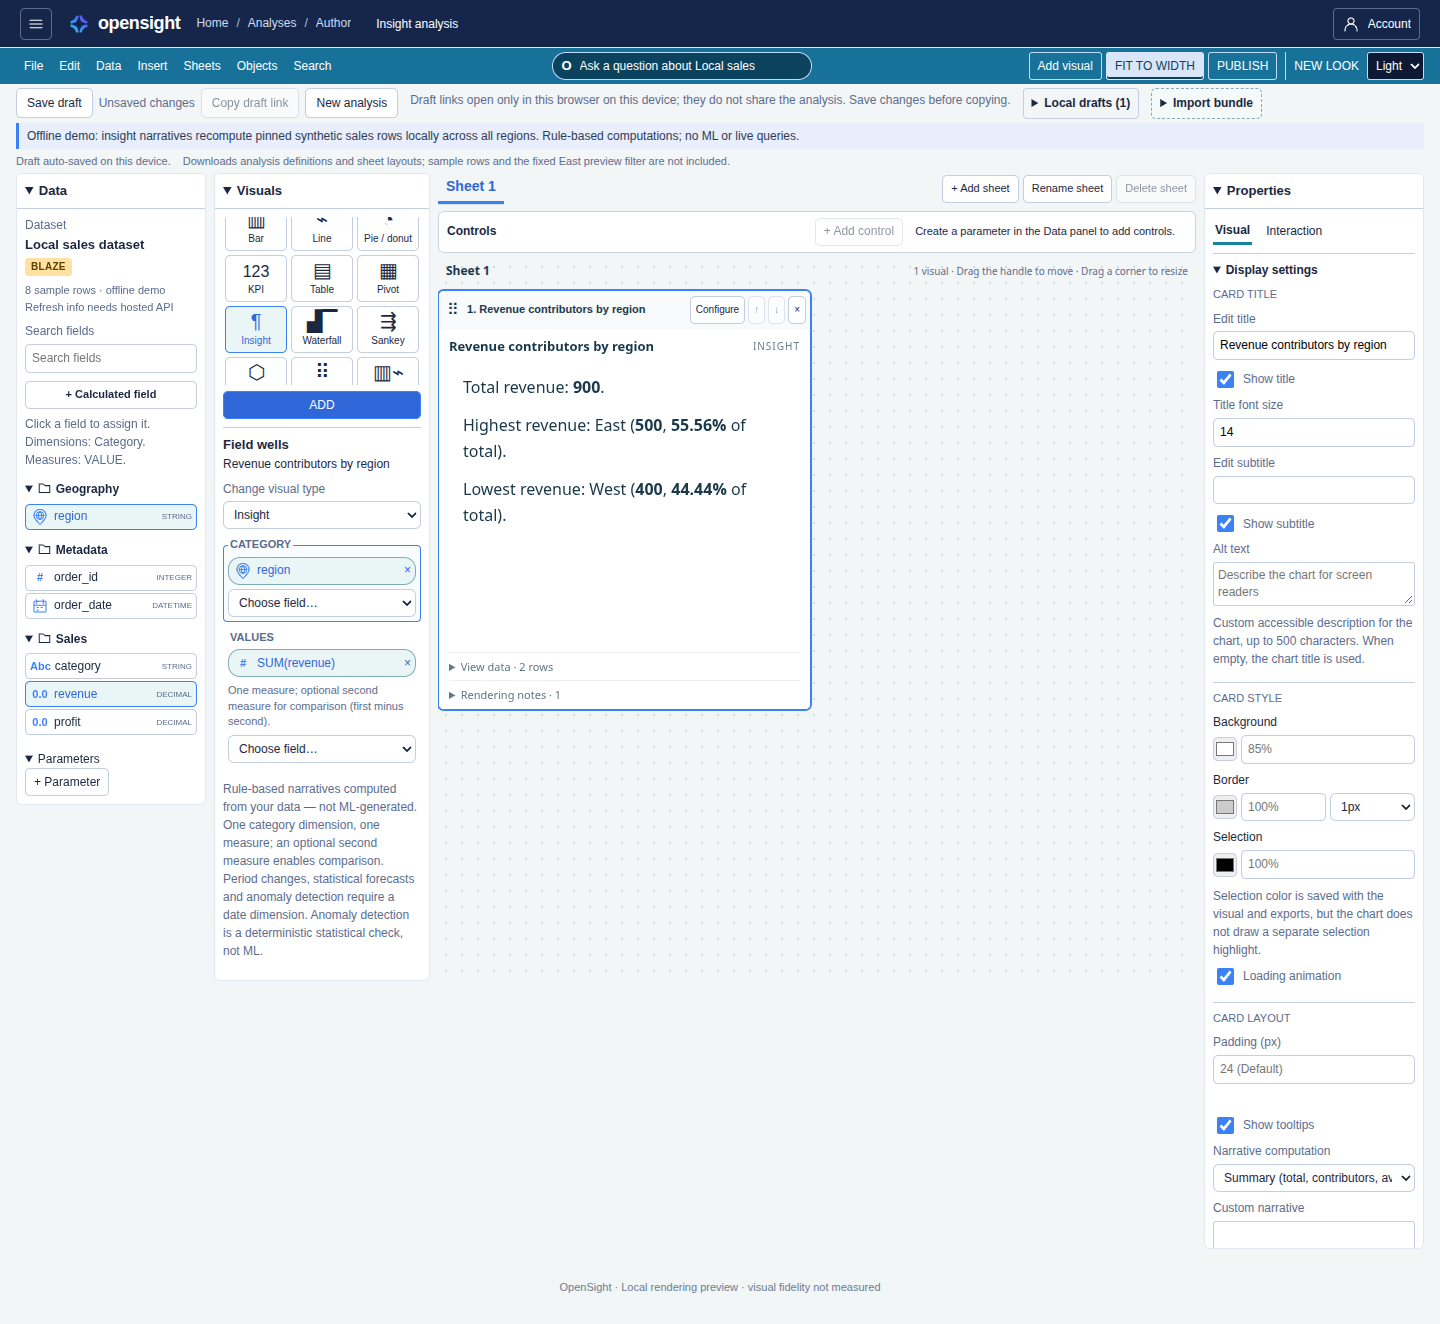 opensight
Home / Analyses / Author
Insight analysis
Account
File Edit Data Insert Sheets Objects Search
Ask a question about Local sales
Add visual
FIT TO WIDTH
PUBLISH
NEW LOOK
Light
Save draft
Unsaved changes
Copy draft link
New analysis
Draft links open only in this browser on this device; they do not share the analysis. Save changes before copying.
Local drafts (1)
Import bundle
Offline demo: insight narratives recompute pinned synthetic sales rows locally across all regions. Rule-based computations; no ML or live queries.
Draft auto-saved on this device. Downloads analysis definitions and sheet layouts; sample rows and the fixed East preview filter are not included.
Data
Dataset
Local sales dataset
BLAZE
8 sample rows · offline demo
Refresh info needs hosted API
Search fields
Search fields
+ Calculated field
Click a field to assign it.
Dimensions: Category.
Measures: VALUE.
Geography
region STRING
Metadata
# order_id INTEGER
order_date DATETIME
Sales
Abc category STRING
0.0 revenue DECIMAL
0.0 profit DECIMAL
Parameters
+ Parameter
Visuals
Bar
Line
Pie / donut
123
KPI
Table
Pivot
¶
Insight
Waterfall
Sankey
ADD
Field wells
Revenue contributors by region
Change visual type
Insight
CATEGORY
region ×
Choose field…
VALUES
# SUM(revenue) ×
One measure; optional second
measure for comparison (first minus
second).
Choose field…
Rule-based narratives computed
from your data — not ML-generated.
One category dimension, one
measure; an optional second
measure enables comparison.
Period changes, statistical forecasts
and anomaly detection require a
date dimension. Anomaly detection
is a deterministic statistical check,
not ML.
Sheet 1
+ Add sheet
Rename sheet
Delete sheet
Controls
+ Add control
Create a parameter in the Data panel to add controls.
Sheet 1
1 visual · Drag the handle to move · Drag a corner to resize
1. Revenue contributors by region
Configure ↑ ↓ ×
Revenue contributors by region
INSIGHT
Total revenue: 900.
Highest revenue: East (500, 55.56% of
total).
Lowest revenue: West (400, 44.44% of
total).
View data · 2 rows
Rendering notes · 1
Properties
Visual Interaction
Display settings
CARD TITLE
Edit title
Revenue contributors by region
Show title
Title font size
14
Edit subtitle
Show subtitle
Alt text
Describe the chart for screen
readers
Custom accessible description for the
chart, up to 500 characters. When
empty, the chart title is used.
CARD STYLE
Background
85%
Border
100% 1px
Selection
100%
Selection color is saved with the
visual and exports, but the chart does
not draw a separate selection
highlight.
Loading animation
CARD LAYOUT
Padding (px)
24 (Default)
Show tooltips
Narrative computation
Summary (total, contributors, av
Custom narrative
OpenSight · Local rendering preview · visual fidelity not measured